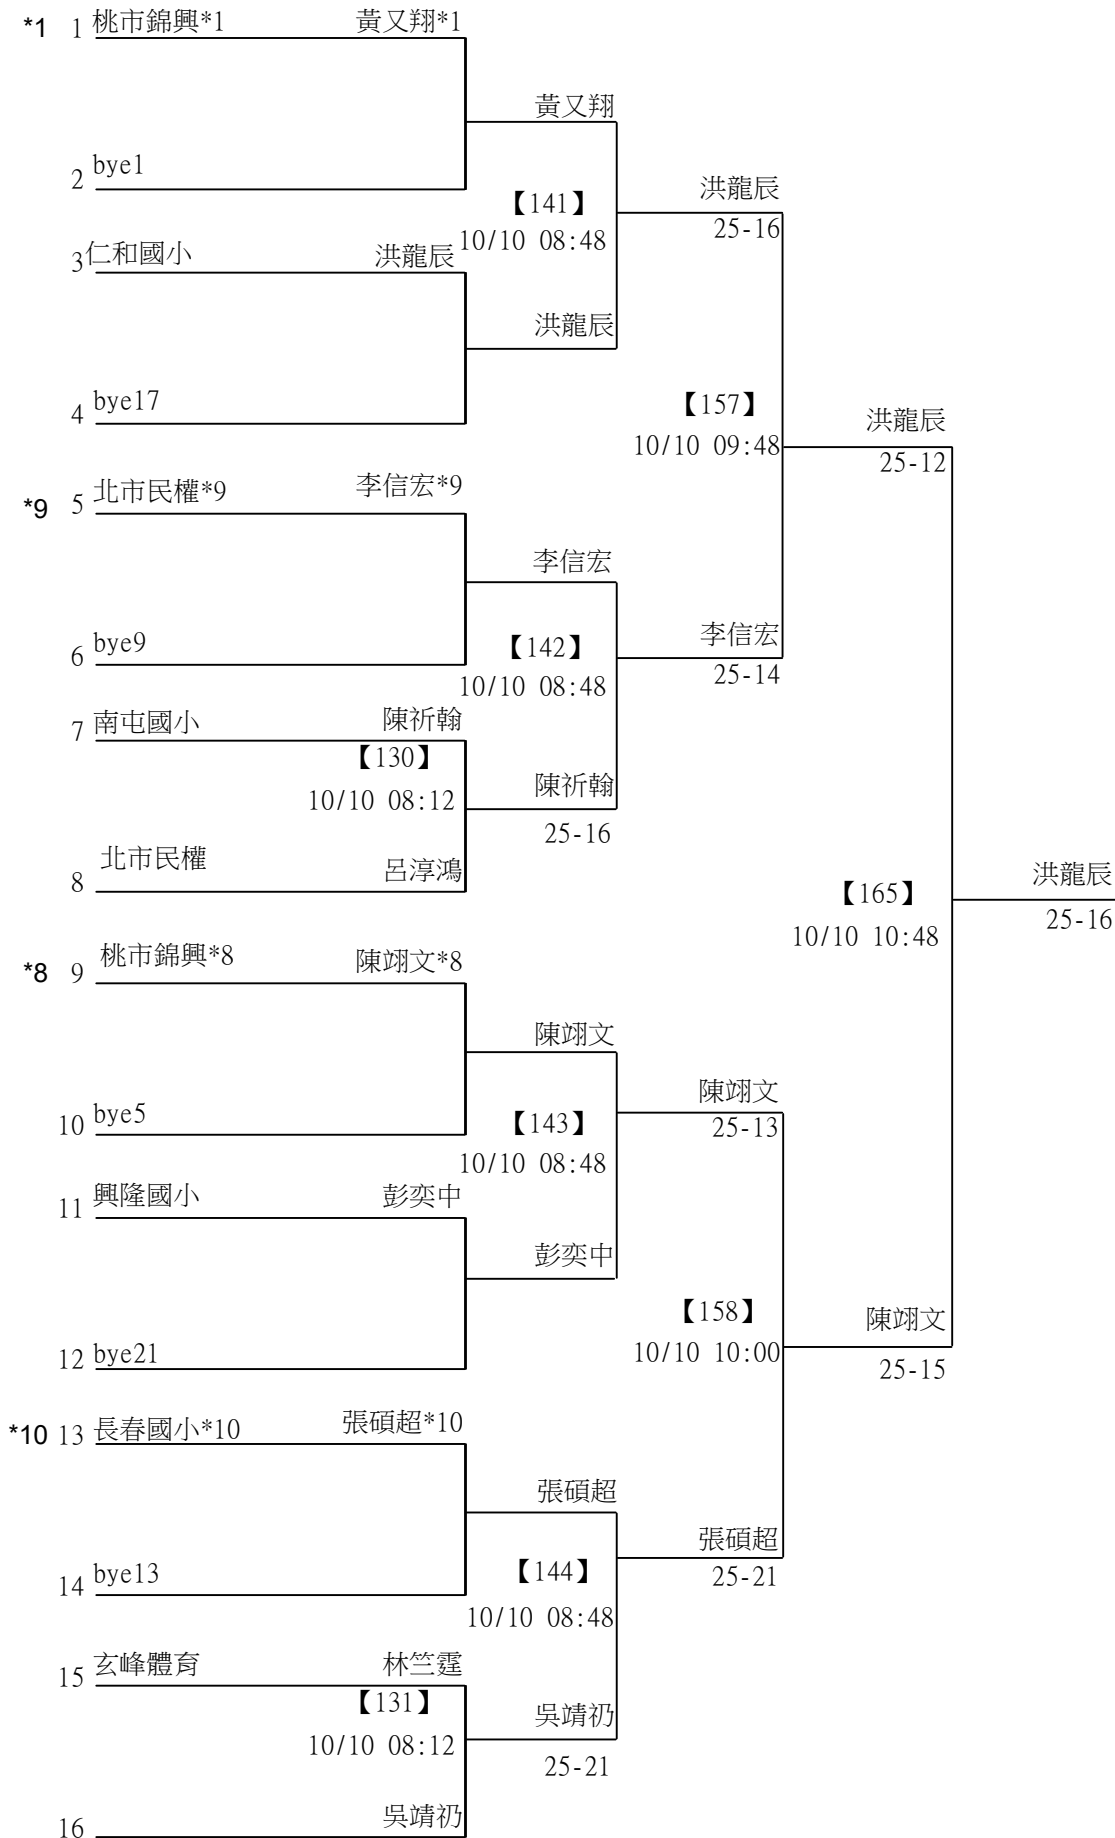 *1 1 桃市錦興*1 黃又翔*1
黃又翔
2 bye1
【141】 洪龍辰
10/10 08:48 25-16
3 仁和國小 洪龍辰
洪龍辰
4 bye17
【157】 洪龍辰
10/10 09:48 25-12
*9 5 北市民權*9 李信宏*9
李信宏
6 bye9
【142】 李信宏
10/10 08:48 25-14
7 南屯國小 陳祈翰
【130】
10/10 08:12 陳祈翰
25-16
8 北市民權 呂淳鴻
【165】 洪龍辰
10/10 10:48 25-16
*8 9 桃市錦興*8 陳翊文*8
陳翊文
10 bye5
【143】 陳翊文
10/10 08:48 25-13
11 興隆國小 彭奕中
彭奕中
12 bye21
【158】 陳翊文
10/10 10:00 25-15
*10 13 長春國小*10 張碩超*10
張碩超
14 bye13
【144】 張碩超
10/10 08:48 25-21
15 玄峰體育 林竺霆
【131】
10/10 08:12 吳靖礽
25-21
16 吳靖礽